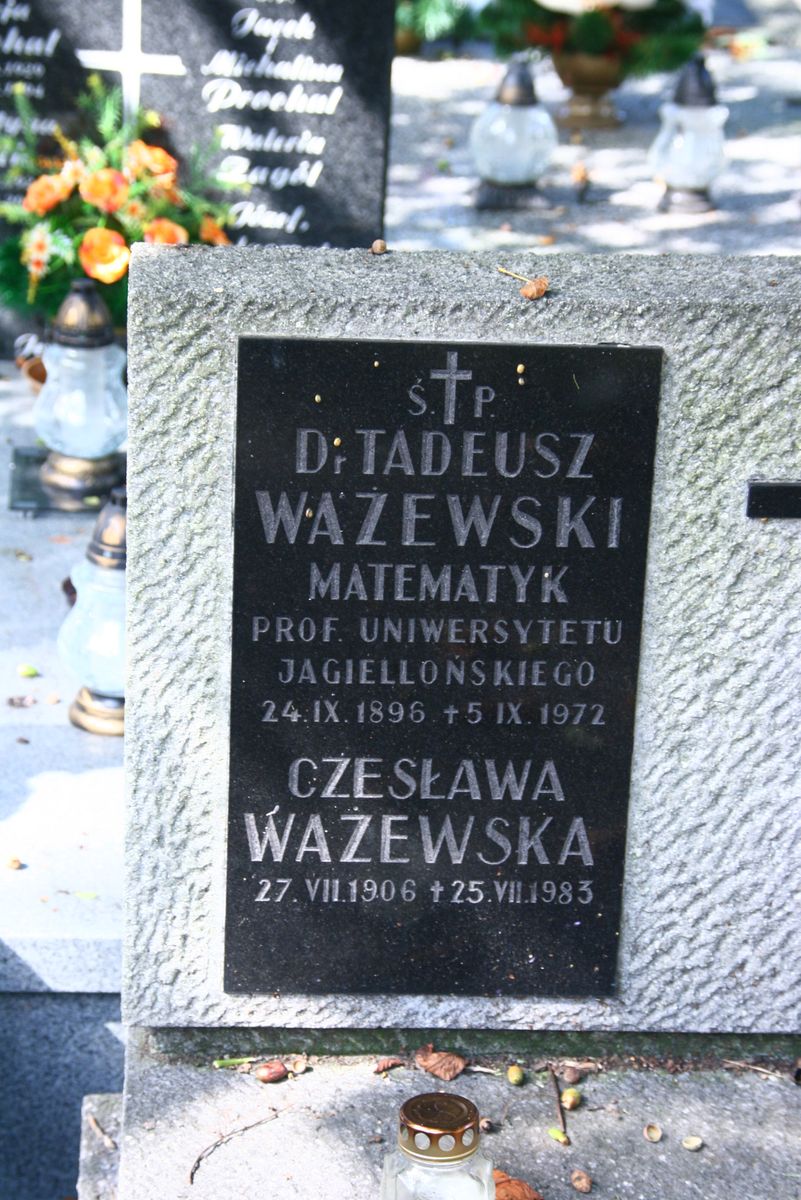 Jacek
Michalina
Prochal
Waleria
Ś. P.
Dr TADEUSZ
WAŻEWSKI
MATEMATYK
PROF. UNIWERSYTETU
JAGIELLOŃSKIEGO
24.IX.1896 + 5 IX.1972
CZESŁAWA
WAŻEWSKA
27.VII.1906 + 25.VII.1983